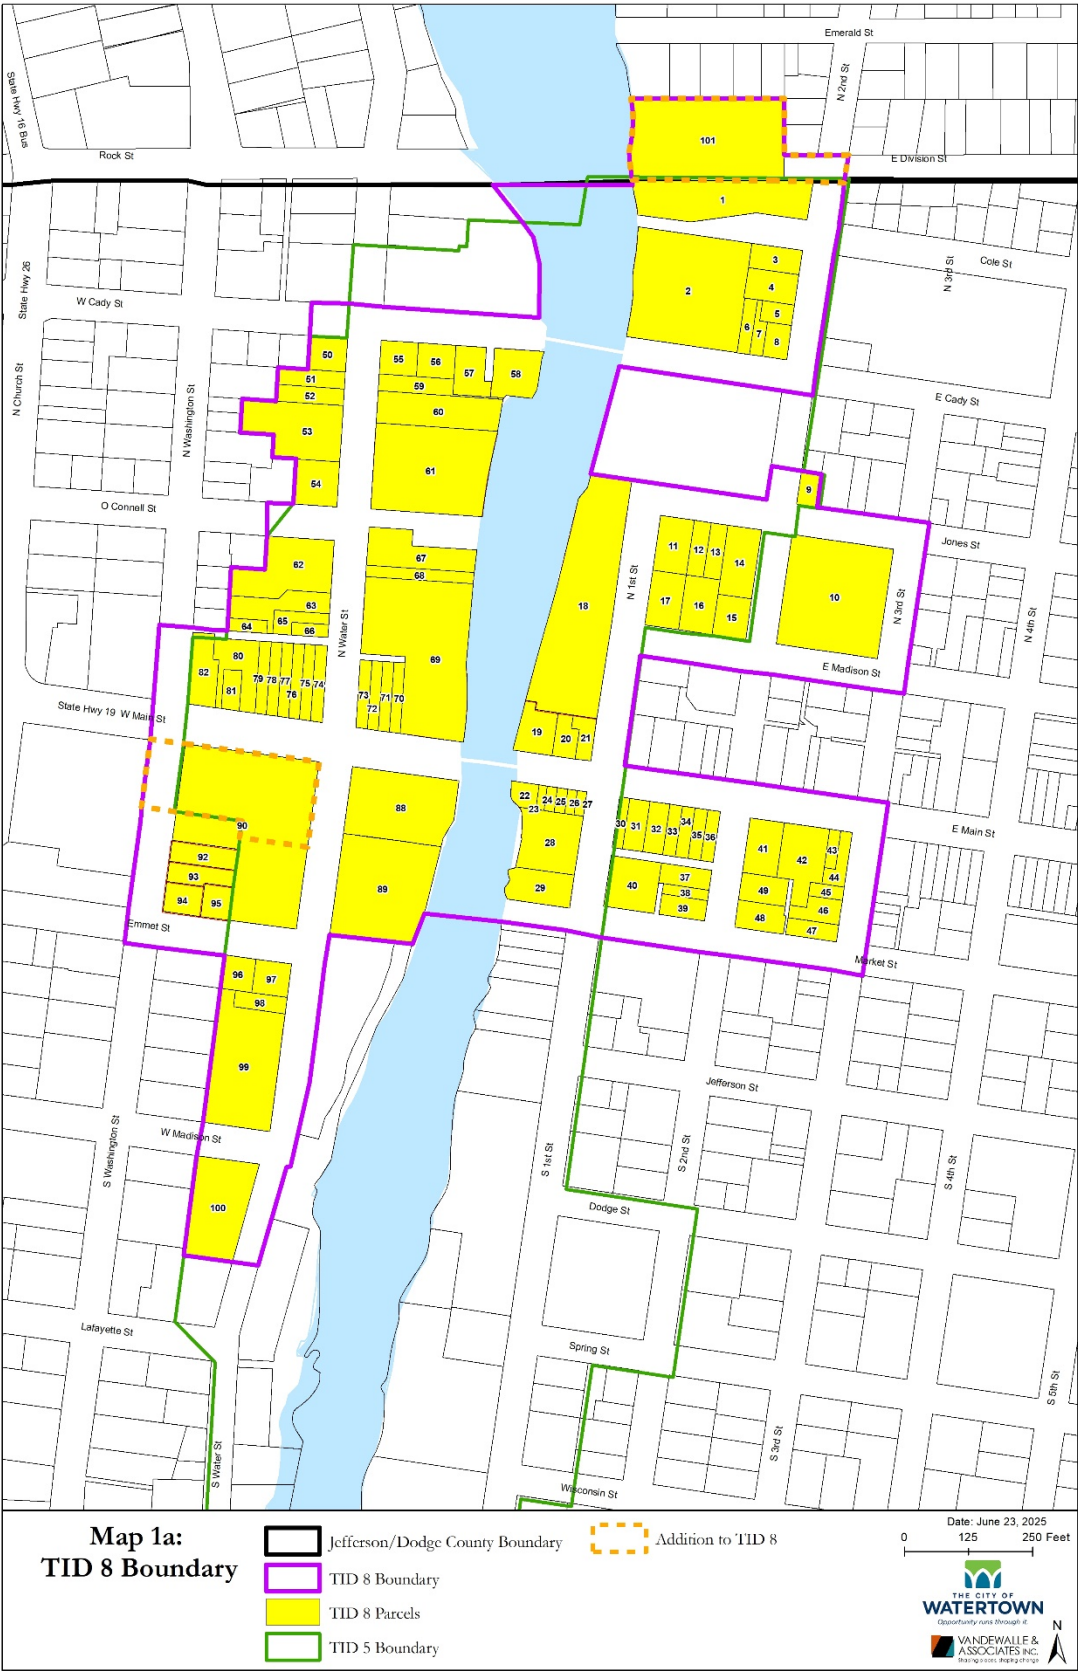 Emerald St
State Hwy 16 Bus
N 2nd St
Rock St
101
E Division St
1
Cole St
N 3rd St
State Hwy 26
W Cady St
2
3
4
5
6
7
8
N Church St
N Washington St
50
51
52
53
54
55
56
57
58
59
60
61
E Cady St
9
O Connell St
Jones St
11
12
13
14
10
62
67
68
N 1st St
18
17
16
15
N 3rd St
N 4th St
63
64
65
66
N Water St
69
E Madison St
82
80
81
79
78
77
76
75
74
73
72
71
70
State Hwy 19 W Main St
19
20
21
88
22
23
24
25
26
27
30
31
32
33
34
35
36
E Main St
90
28
41
42
43
44
92
93
94
95
89
29
40
37
38
39
49
48
45
46
47
Emmet St
Market St
96
97
98
99
Jefferson St
W Madison St
S Washington St
S 1st St
S 2nd St
S 4th St
100
Dodge St
Lafayette St
Spring St
S 5th St
S Water St
S 3rd St
Wisconsin St
Map 1a:
TID 8 Boundary
Jefferson/Dodge County Boundary
TID 8 Boundary
TID 8 Parcels
TID 5 Boundary
Addition to TID 8
Date: June 23, 2025
0 125 250 Feet
THE CITY OF
WATERTOWN
Opportunity runs through it.
VANDEWALLE &
ASSOCIATES INC.
Shaping places, shaping change
N